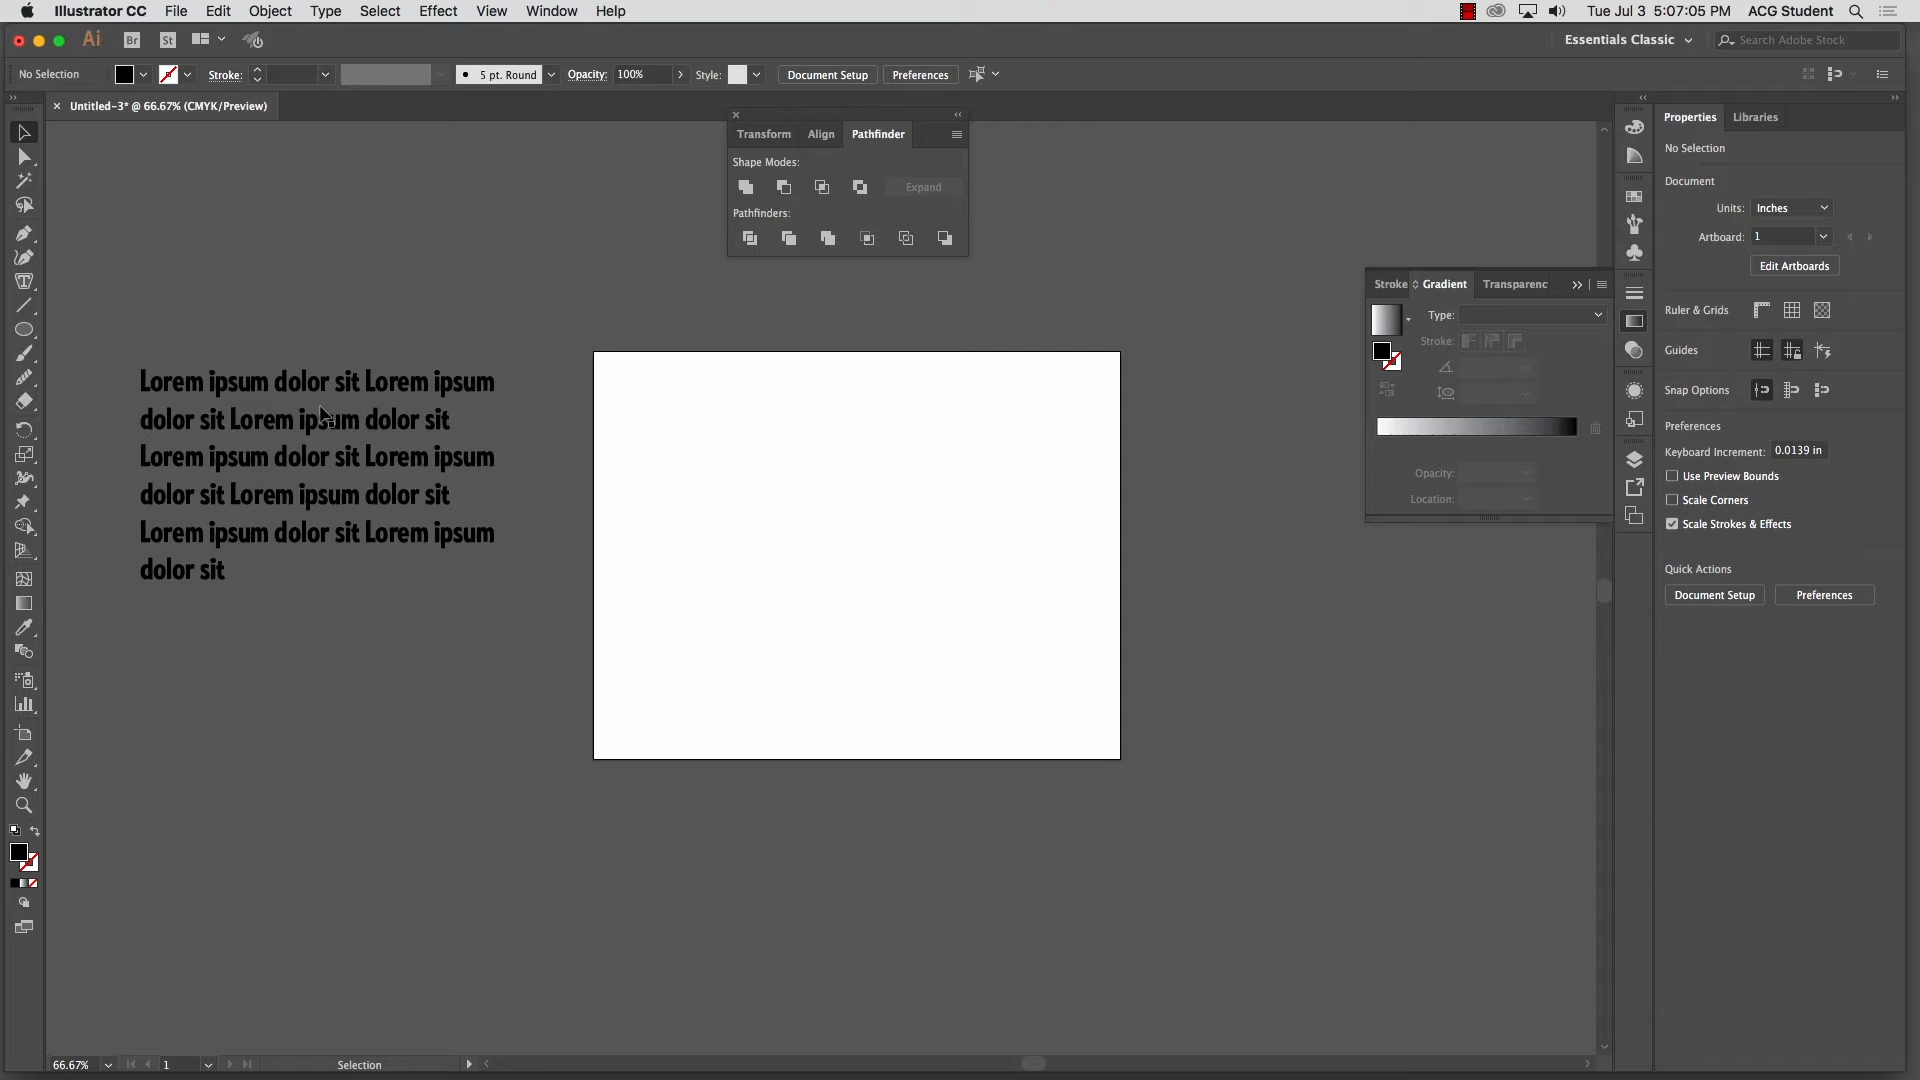 Illustrator CC File Edit Object Type Select Effect View Window Help Tue Jul 3 5:07:05 PM ACG Student
Ai Br St Essentials Classic Search Adobe Stock
No Selection Stroke: 5 pt. Round Opacity: 100% Style: Document Setup Preferences
× Untitled-3* @ 66.67% (CMYK/Preview)
Transform Align Pathfinder
Shape Modes:
Expand
Pathfinders:
Stroke Gradient Transparenc
Type:
Stroke:
Opacity:
Location:
Properties Libraries
No Selection
Document
Units: Inches
Artboard: 1
Edit Artboards
Ruler & Grids
Guides
Snap Options
Preferences
Keyboard Increment: 0.0139 in
Use Preview Bounds
Scale Corners
Scale Strokes & Effects
Quick Actions
Document Setup Preferences
Lorem ipsum dolor sit Lorem ipsum
dolor sit Lorem ipsum dolor sit
Lorem ipsum dolor sit Lorem ipsum
dolor sit Lorem ipsum dolor sit
Lorem ipsum dolor sit Lorem ipsum
dolor sit
66.67% 1 Selection